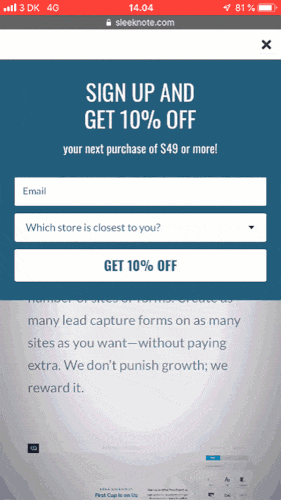 3 DK 4G 14.04 81 %
sleeknote.com
SIGN UP AND
GET 10% OFF
your next purchase of $49 or more!
Email
Which store is closest to you?
GET 10% OFF
number of sites or forms. Create as
many lead capture forms on as many
sites as you want—without paying
extra. We don't punish growth; we
reward it.
First Cup is on Us